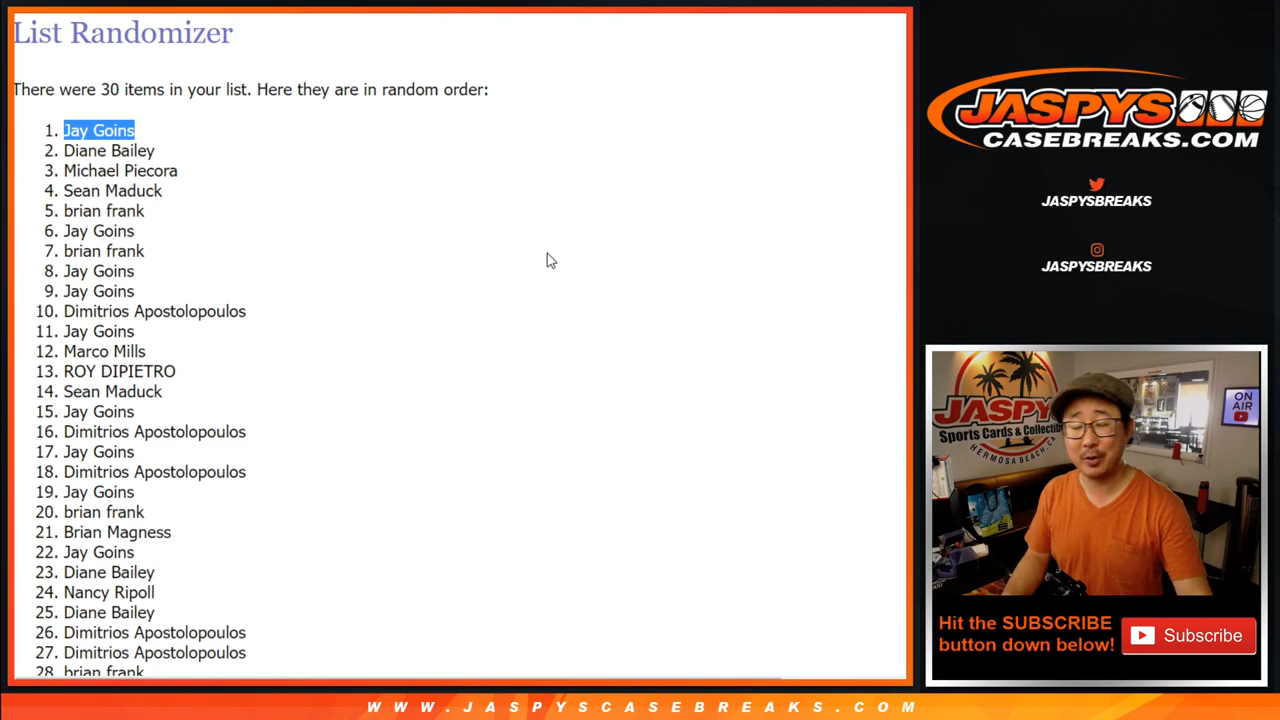 List Randomizer
There were 30 items in your list. Here they are in random order:
1. Jay Goins
2. Diane Bailey
3. Michael Piecora
4. Sean Maduck
5. brian frank
6. Jay Goins
7. brian frank
8. Jay Goins
9. Jay Goins
10. Dimitrios Apostolopoulos
11. Jay Goins
12. Marco Mills
13. ROY DIPIETRO
14. Sean Maduck
15. Jay Goins
16. Dimitrios Apostolopoulos
17. Jay Goins
18. Dimitrios Apostolopoulos
19. Jay Goins
20. brian frank
21. Brian Magness
22. Jay Goins
23. Diane Bailey
24. Nancy Ripoll
25. Diane Bailey
26. Dimitrios Apostolopoulos
27. Dimitrios Apostolopoulos
28. brian frank
JASPYS
CASEBREAKS.COM
JASPYSBREAKS
JASPYSBREAKS
JASPY
Sports Cards & Collectib
HERMOSA BEACH, CA
ON
AIR
Hit the SUBSCRIBE
button down below!
Subscribe
WWW.JASPYSCASEBREAKS.COM